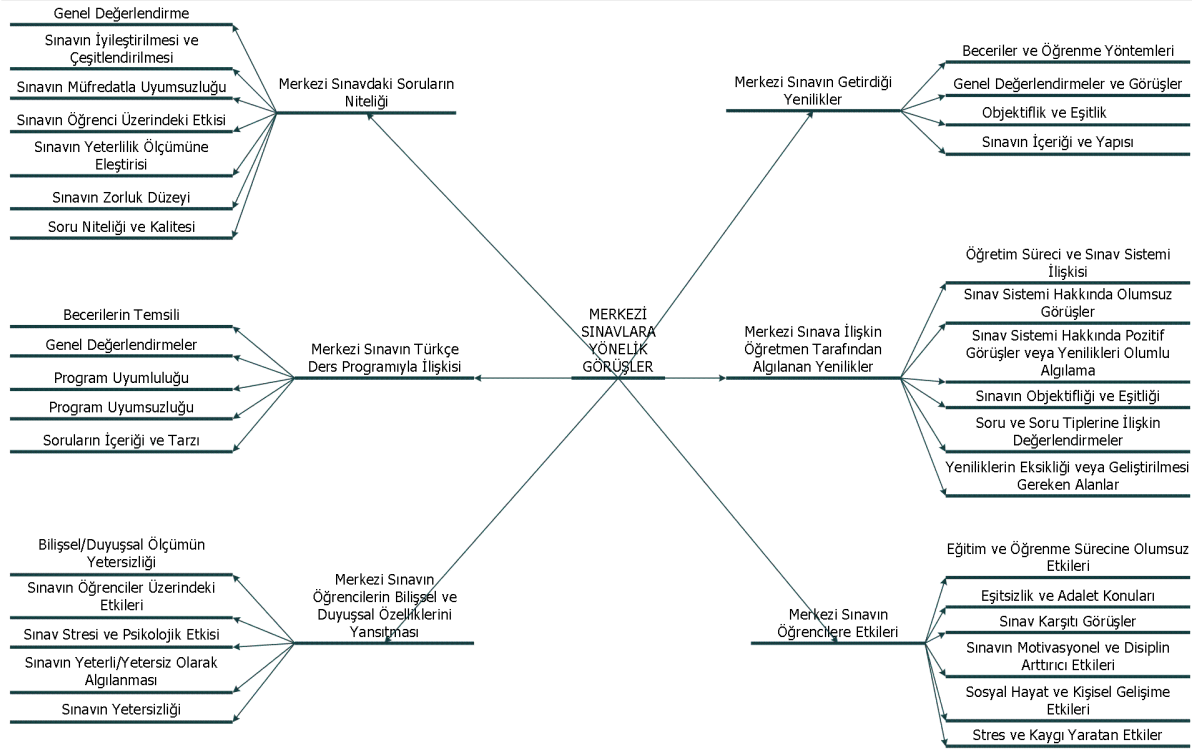 Genel Değerlendirme
Sınavın İyileştirilmesi ve
Çeşitlendirilmesi
Sınavın Müfredatla Uyumsuzluğu
Sınavın Öğrenci Üzerindeki Etkisi
Sınavın Yeterlilik Ölçümüne
Eleştirisi
Sınavın Zorluk Düzeyi
Soru Niteliği ve Kalitesi
Merkezi Sınavdaki Soruların
Niteliği
Merkezi Sınavın Getirdiği
Yenilikler
Beceriler ve Öğrenme Yöntemleri
Genel Değerlendirmeler ve Görüşler
Objektiflik ve Eşitlik
Sınavın İçeriği ve Yapısı
Becerilerin Temsili
Genel Değerlendirmeler
Program Uyumluluğu
Program Uyumsuzluğu
Soruların İçeriği ve Tarzı
Merkezi Sınavın Türkçe
Ders Programıyla İlişkisi
MERKEZİ
SINAVLARA
YÖNELİK
GÖRÜŞLER
Merkezi Sınava İlişkin
Öğretmen Tarafından
Algılanan Yenilikler
Öğretim Süreci ve Sınav Sistemi
İlişkisi
Sınav Sistemi Hakkında Olumsuz
Görüşler
Sınav Sistemi Hakkında Pozitif
Görüşler veya Yenilikleri Olumlu
Algılama
Sınavın Objektifliği ve Eşitliği
Soru ve Soru Tiplerine İlişkin
Değerlendirmeler
Yeniliklerin Eksikliği veya Geliştirilmesi
Gereken Alanlar
Bilişsel/Duyuşsal Ölçümün
Yetersizliği
Sınavın Öğrenciler Üzerindeki
Etkileri
Sınav Stresi ve Psikolojik Etkisi
Sınavın Yeterli/Yetersiz Olarak
Algılanması
Sınavın Yetersizliği
Merkezi Sınavın
Öğrencilerin Bilişsel ve
Duyuşsal Özelliklerini
Yansıtması
Merkezi Sınavın
Öğrencilere Etkileri
Eğitim ve Öğrenme Sürecine Olumsuz
Etkileri
Eşitsizlik ve Adalet Konuları
Sınav Karşıtı Görüşler
Sınavın Motivasyonel ve Disiplin
Arttırıcı Etkileri
Sosyal Hayat ve Kişisel Gelişime
Etkileri
Stres ve Kaygı Yaratan Etkiler